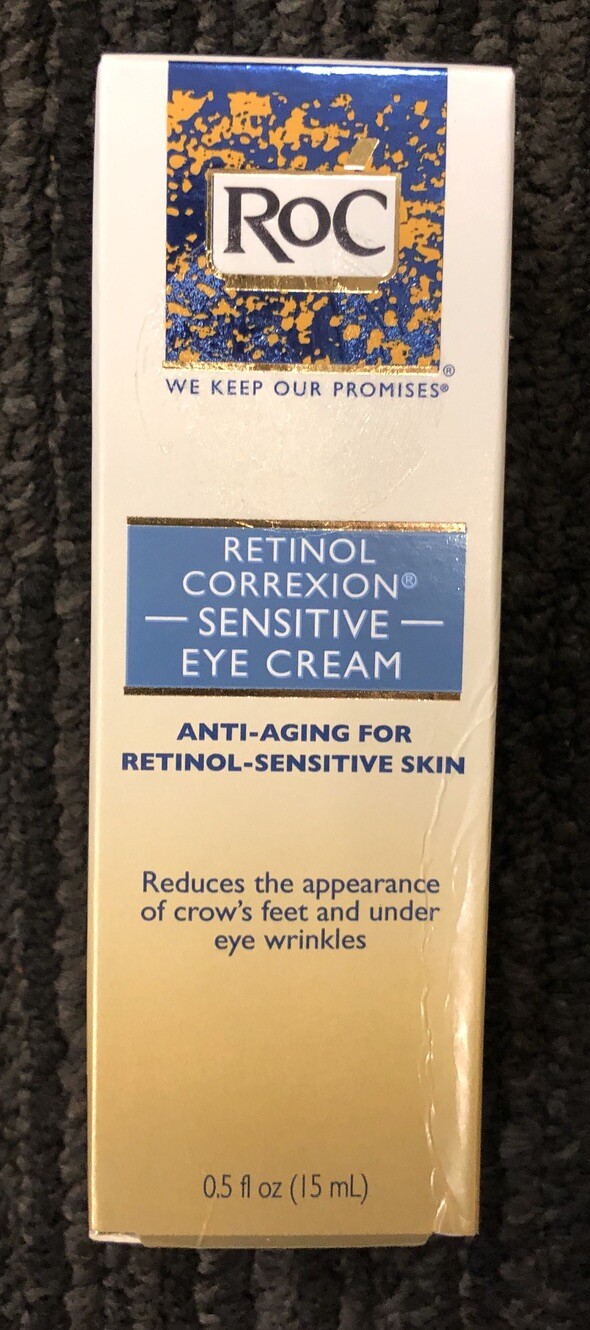 RoC
®
WE KEEP OUR PROMISES®
RETINOL
CORREXION®
— SENSITIVE —
EYE CREAM
ANTI-AGING FOR
RETINOL-SENSITIVE SKIN
Reduces the appearance
of crow's feet and under
eye wrinkles
0.5 fl oz (15 mL)